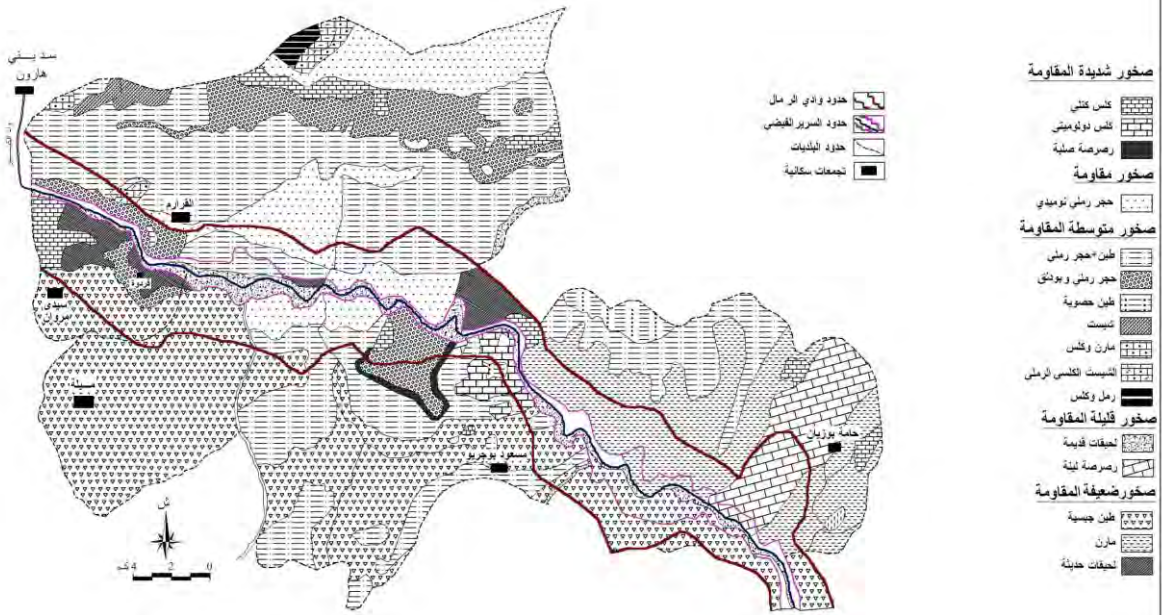 سد بني
هارون
القرارم
سيدي
مروان
مسيلة
مسعود بوجريو
حامة بوزيان
ش
4 2 0 كم
حدود وادي الرمال
حدود السرير الفيضي
حدود البلديات
تجمعات سكانية
صخور شديدة المقاومة
كلس كتلي
كلس دولوميتي
رصرصة صلبة
صخور مقاومة
حجر رملي نوميدي
صخور متوسطة المقاومة
طين+حجر رملي
حجر رملي وبودنق
طين حصوية
شيست
مارن وكلس
الشيست الكلسي الرملي
رمل وكلس
صخور قليلة المقاومة
لحيقات قديمة
رصرصة لينة
صخور ضعيفة المقاومة
طين جبسية
مارن
لحيقات حديثة